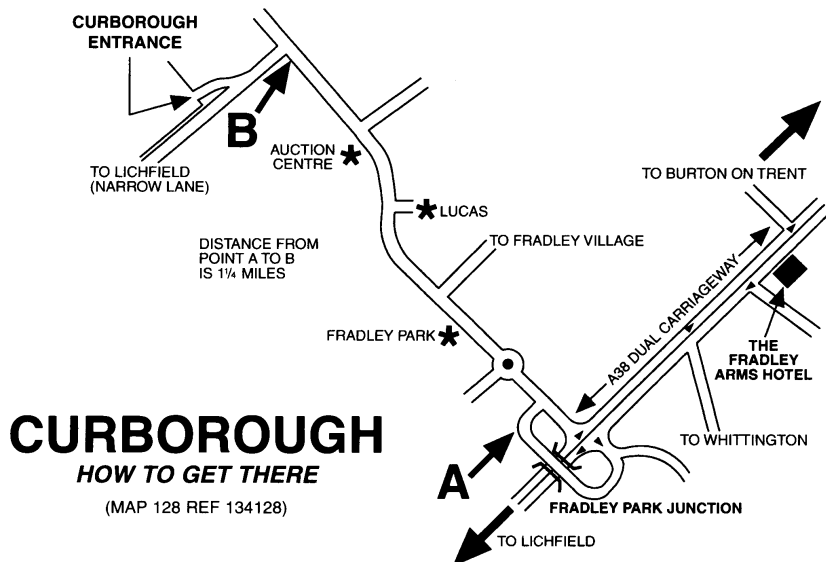 CURBOROUGH
ENTRANCE
B
AUCTION
CENTRE
TO LICHFIELD
(NARROW LANE)
TO BURTON ON TRENT
LUCAS
DISTANCE FROM
POINT A TO B
IS 1¼ MILES
TO FRADLEY VILLAGE
A38 DUAL CARRIAGEWAY
FRADLEY PARK
THE
FRADLEY
ARMS HOTEL
CURBOROUGH
HOW TO GET THERE
(MAP 128 REF 134128)
TO WHITTINGTON
A
FRADLEY PARK JUNCTION
TO LICHFIELD